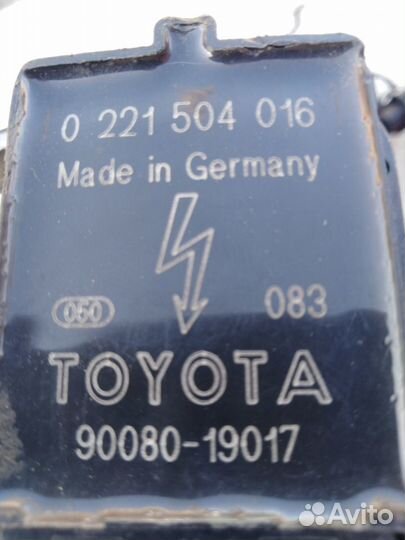 0 221 504 016
Made in Germany
050 083
TOYOTA
90080-19017
Avito